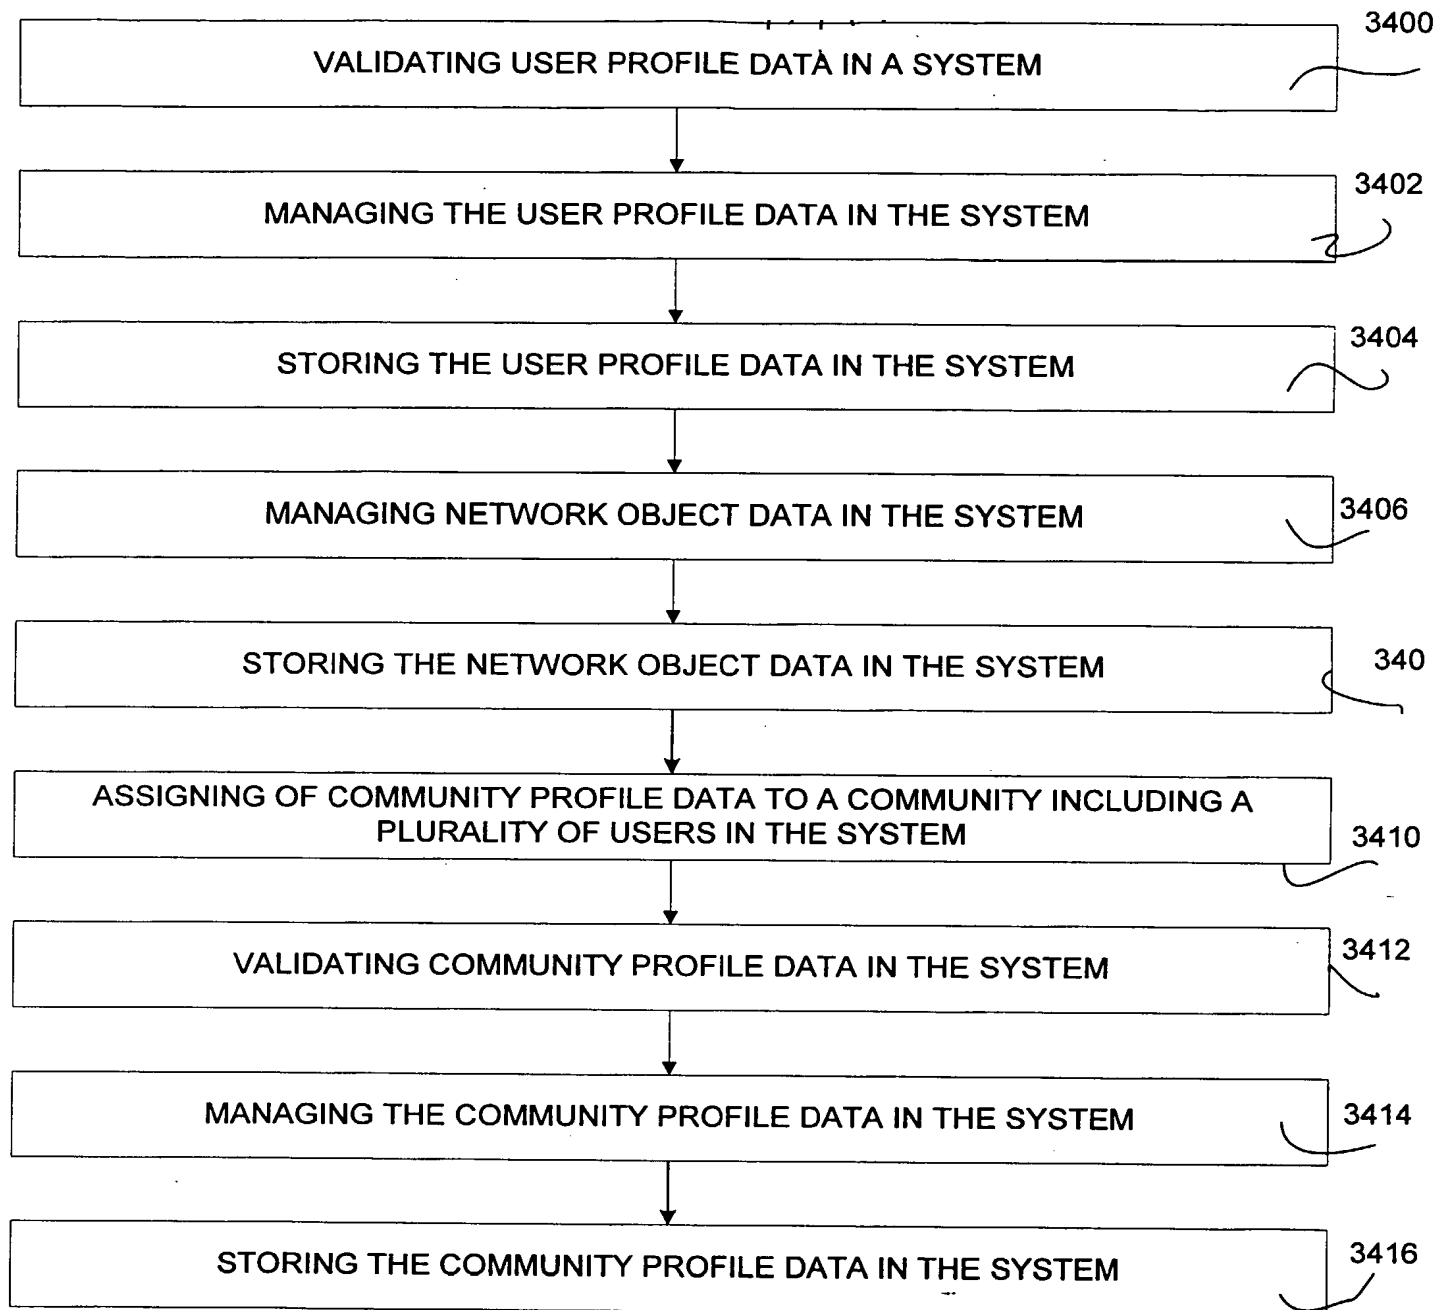 3400
VALIDATING USER PROFILE DATA IN A SYSTEM
3402
MANAGING THE USER PROFILE DATA IN THE SYSTEM
3404
STORING THE USER PROFILE DATA IN THE SYSTEM
3406
MANAGING NETWORK OBJECT DATA IN THE SYSTEM
340
STORING THE NETWORK OBJECT DATA IN THE SYSTEM
ASSIGNING OF COMMUNITY PROFILE DATA TO A COMMUNITY INCLUDING A
PLURALITY OF USERS IN THE SYSTEM
3410
3412
VALIDATING COMMUNITY PROFILE DATA IN THE SYSTEM
MANAGING THE COMMUNITY PROFILE DATA IN THE SYSTEM
3414
STORING THE COMMUNITY PROFILE DATA IN THE SYSTEM
3416